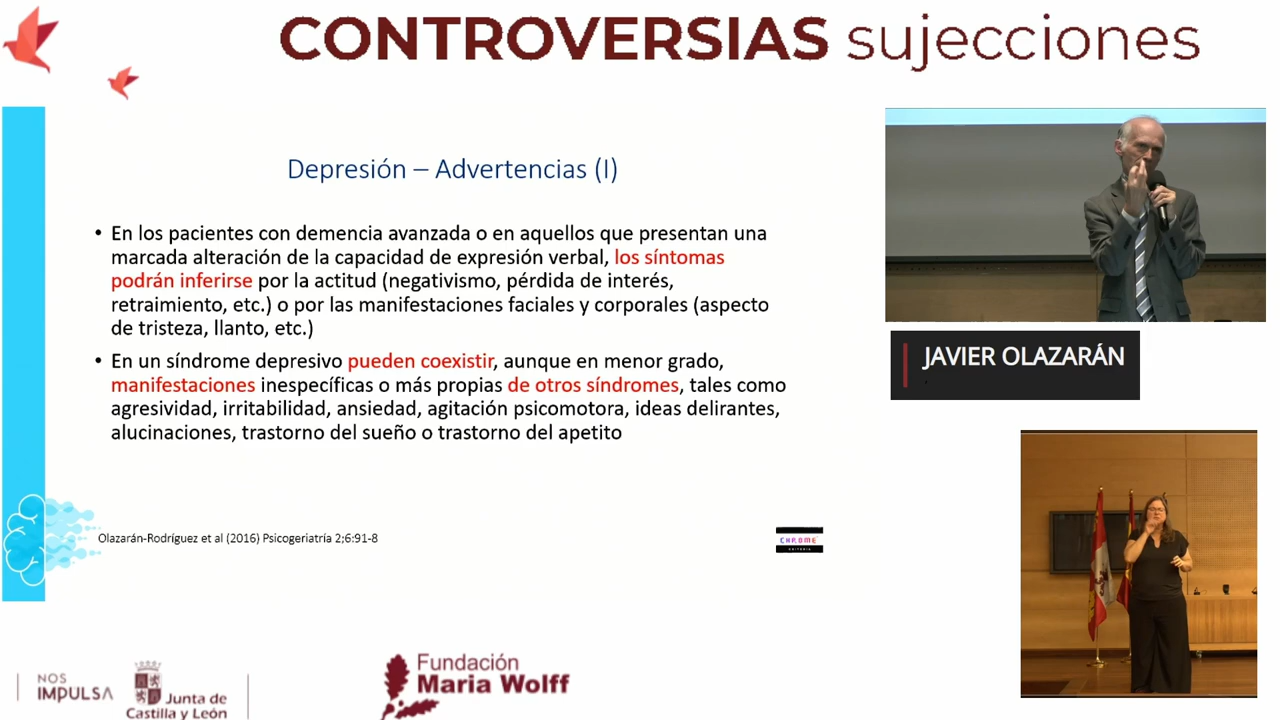 CONTROVERSIAS sujecciones
Depresión – Advertencias (I)
• En los pacientes con demencia avanzada o en aquellos que presentan una
marcada alteración de la capacidad de expresión verbal, los síntomas
podrán inferirse por la actitud (negativismo, pérdida de interés,
retraimiento, etc.) o por las manifestaciones faciales y corporales (aspecto
de tristeza, llanto, etc.)
• En un síndrome depresivo pueden coexistir, aunque en menor grado,
manifestaciones inespecíficas o más propias de otros síndromes, tales como
agresividad, irritabilidad, ansiedad, agitación psicomotora, ideas delirantes,
alucinaciones, trastorno del sueño o trastorno del apetito
Olazarán-Rodríguez et al (2016) Psicogeriatría 2;6:91-8
CHROME
CRITERIA
JAVIER OLAZARÁN
NOS
IMPULSA
Junta de
Castilla y León
Fundación
Maria Wolff